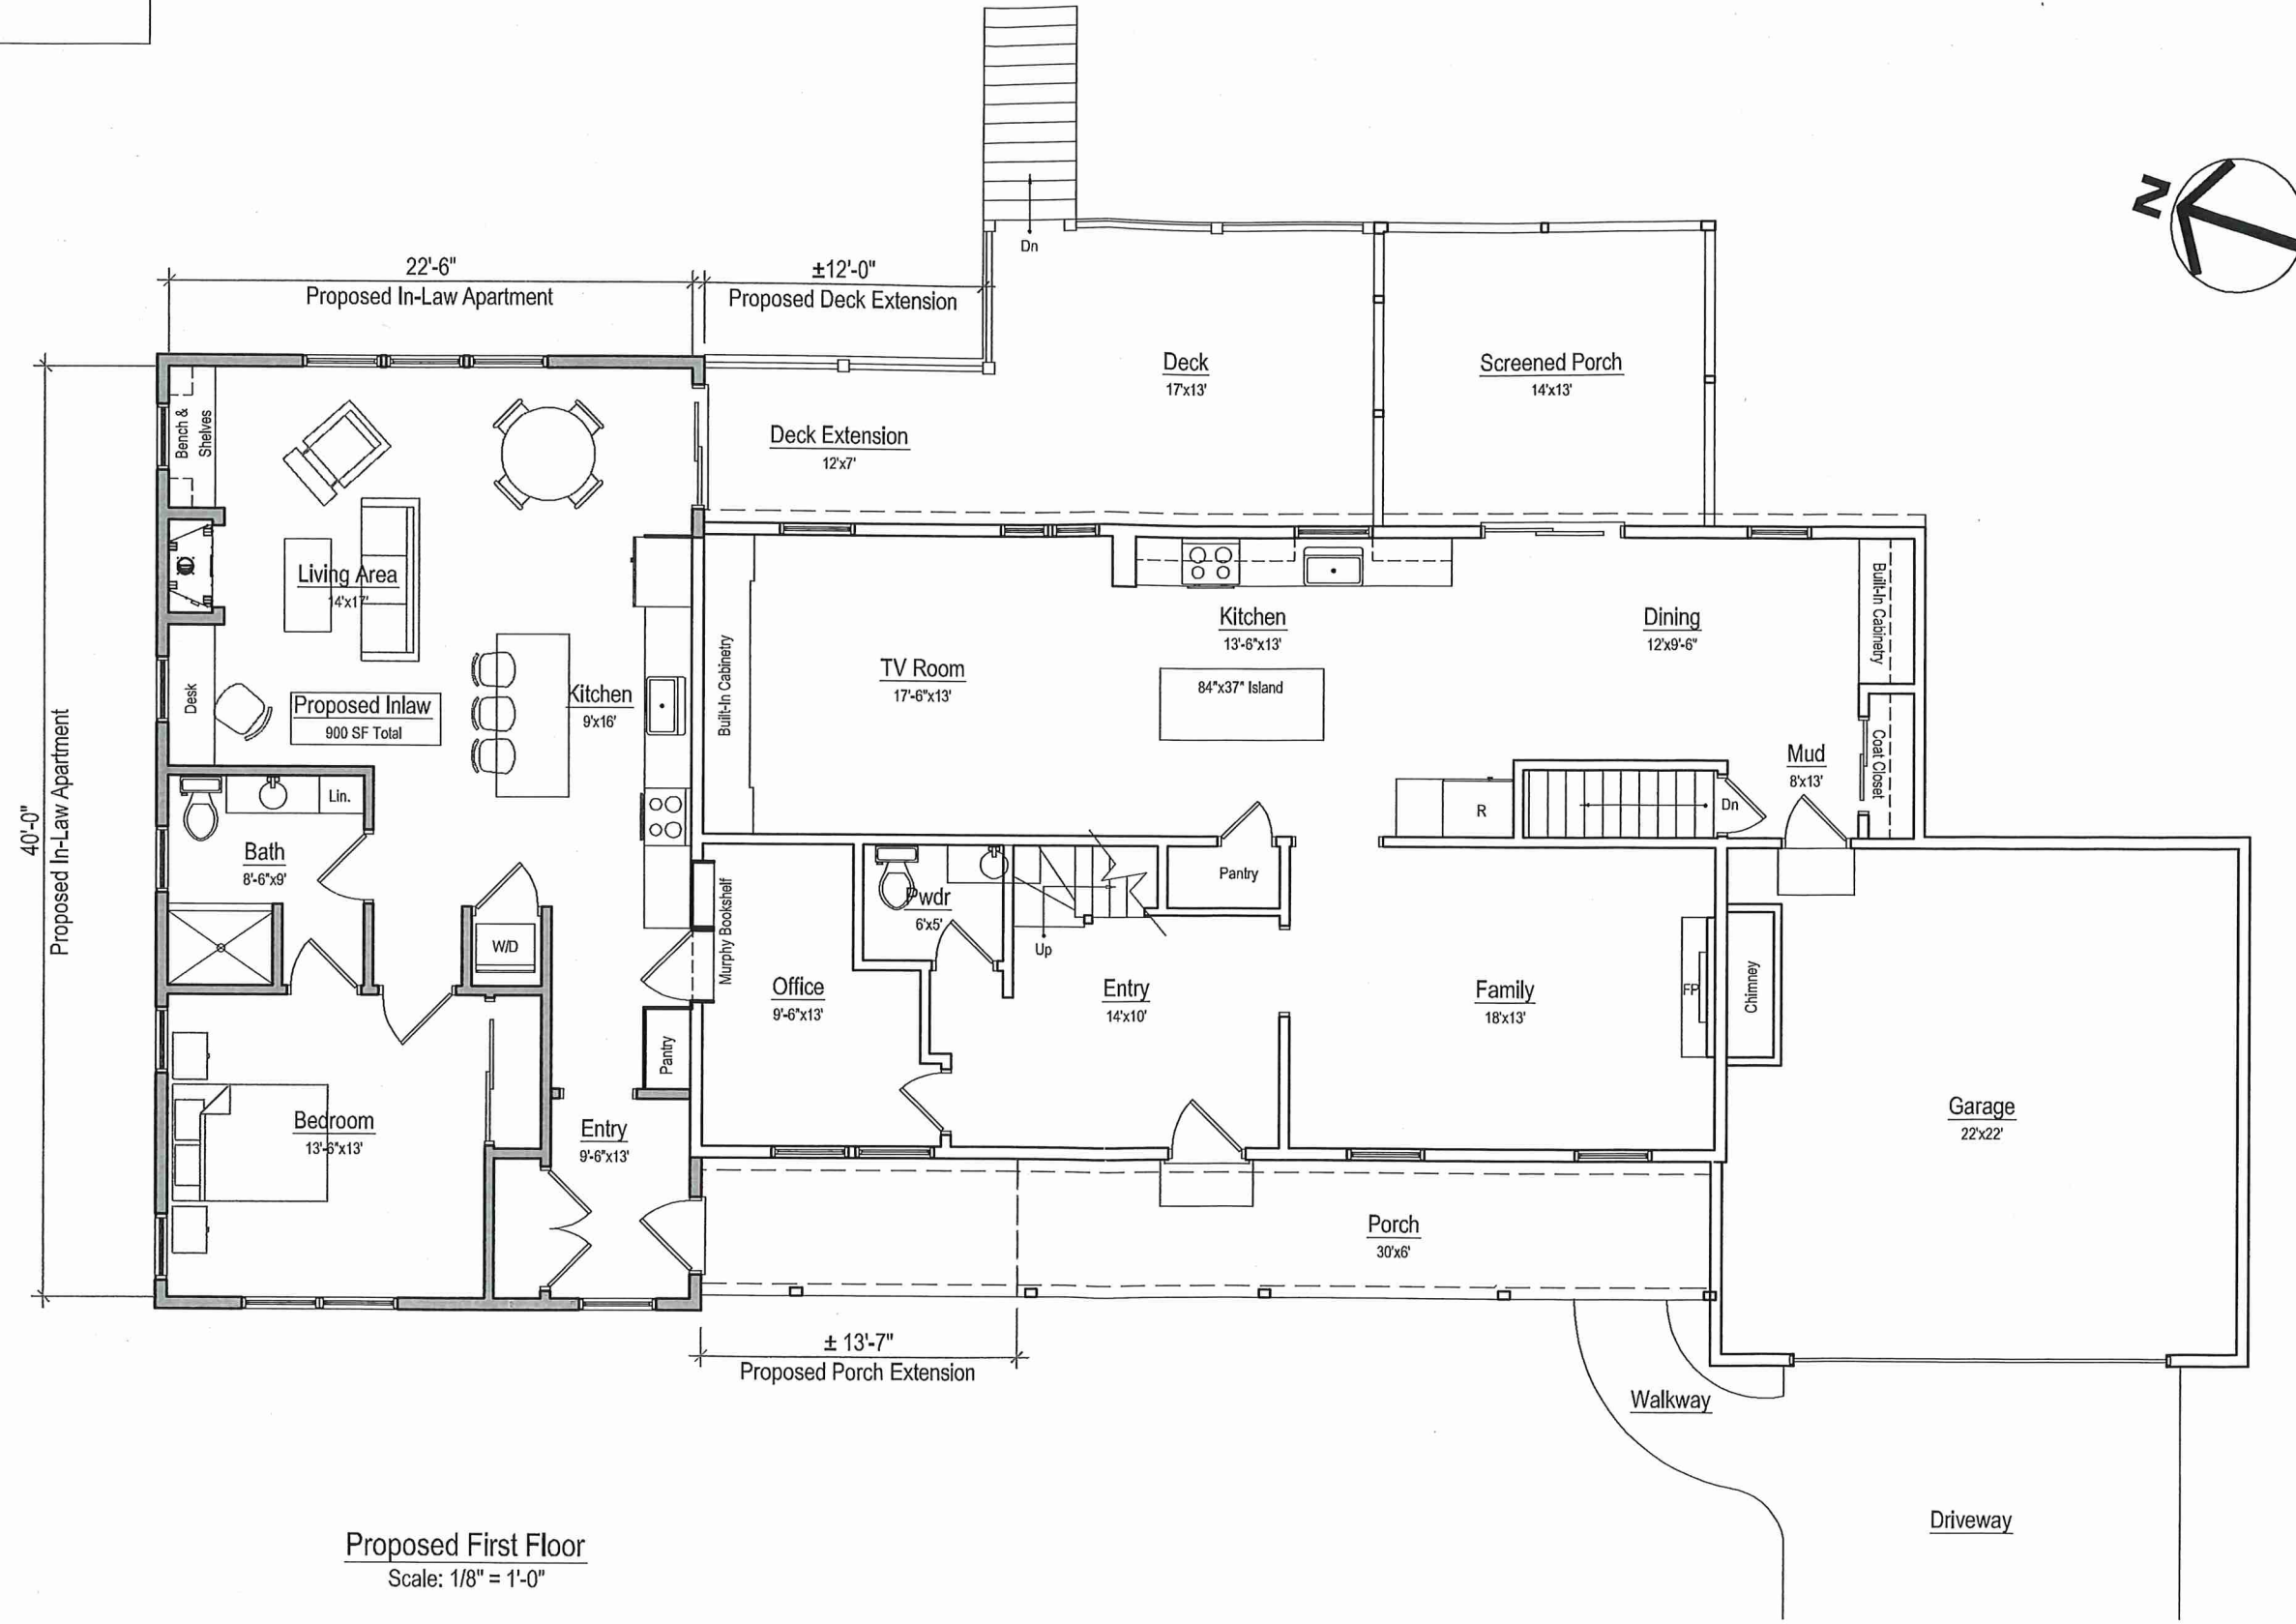 N
Dn
22'-6"
Proposed In-Law Apartment
±12'-0"
Proposed Deck Extension
Deck
17'x13'
Screened Porch
14'x13'
Bench &
Shelves
Deck Extension
12'x7'
Living Area
14'x17'
Kitchen
13'-6"x13'
Dining
12'x9'-6"
Built-In Cabinetry
TV Room
17'-6"x13'
84"x37" Island
Built-In Cabinetry
Desk
Proposed Inlaw
900 SF Total
Kitchen
9'x16'
Mud
8'x13'
Coat Closet
40'-0"
Proposed In-Law Apartment
Lin.
R
Dn
Bath
8'-6"x9'
Pantry
Pwdr
6'x5'
Murphy Bookshelf
W/D
Up
Office
9'-6"x13'
Entry
14'x10'
Family
18'x13'
FP
Chimney
Pantry
Bedroom
13'-6"x13'
Entry
9'-6"x13'
Garage
22'x22'
Porch
30'x6'
± 13'-7"
Proposed Porch Extension
Walkway
Driveway
Proposed First Floor
Scale: 1/8" = 1'-0"